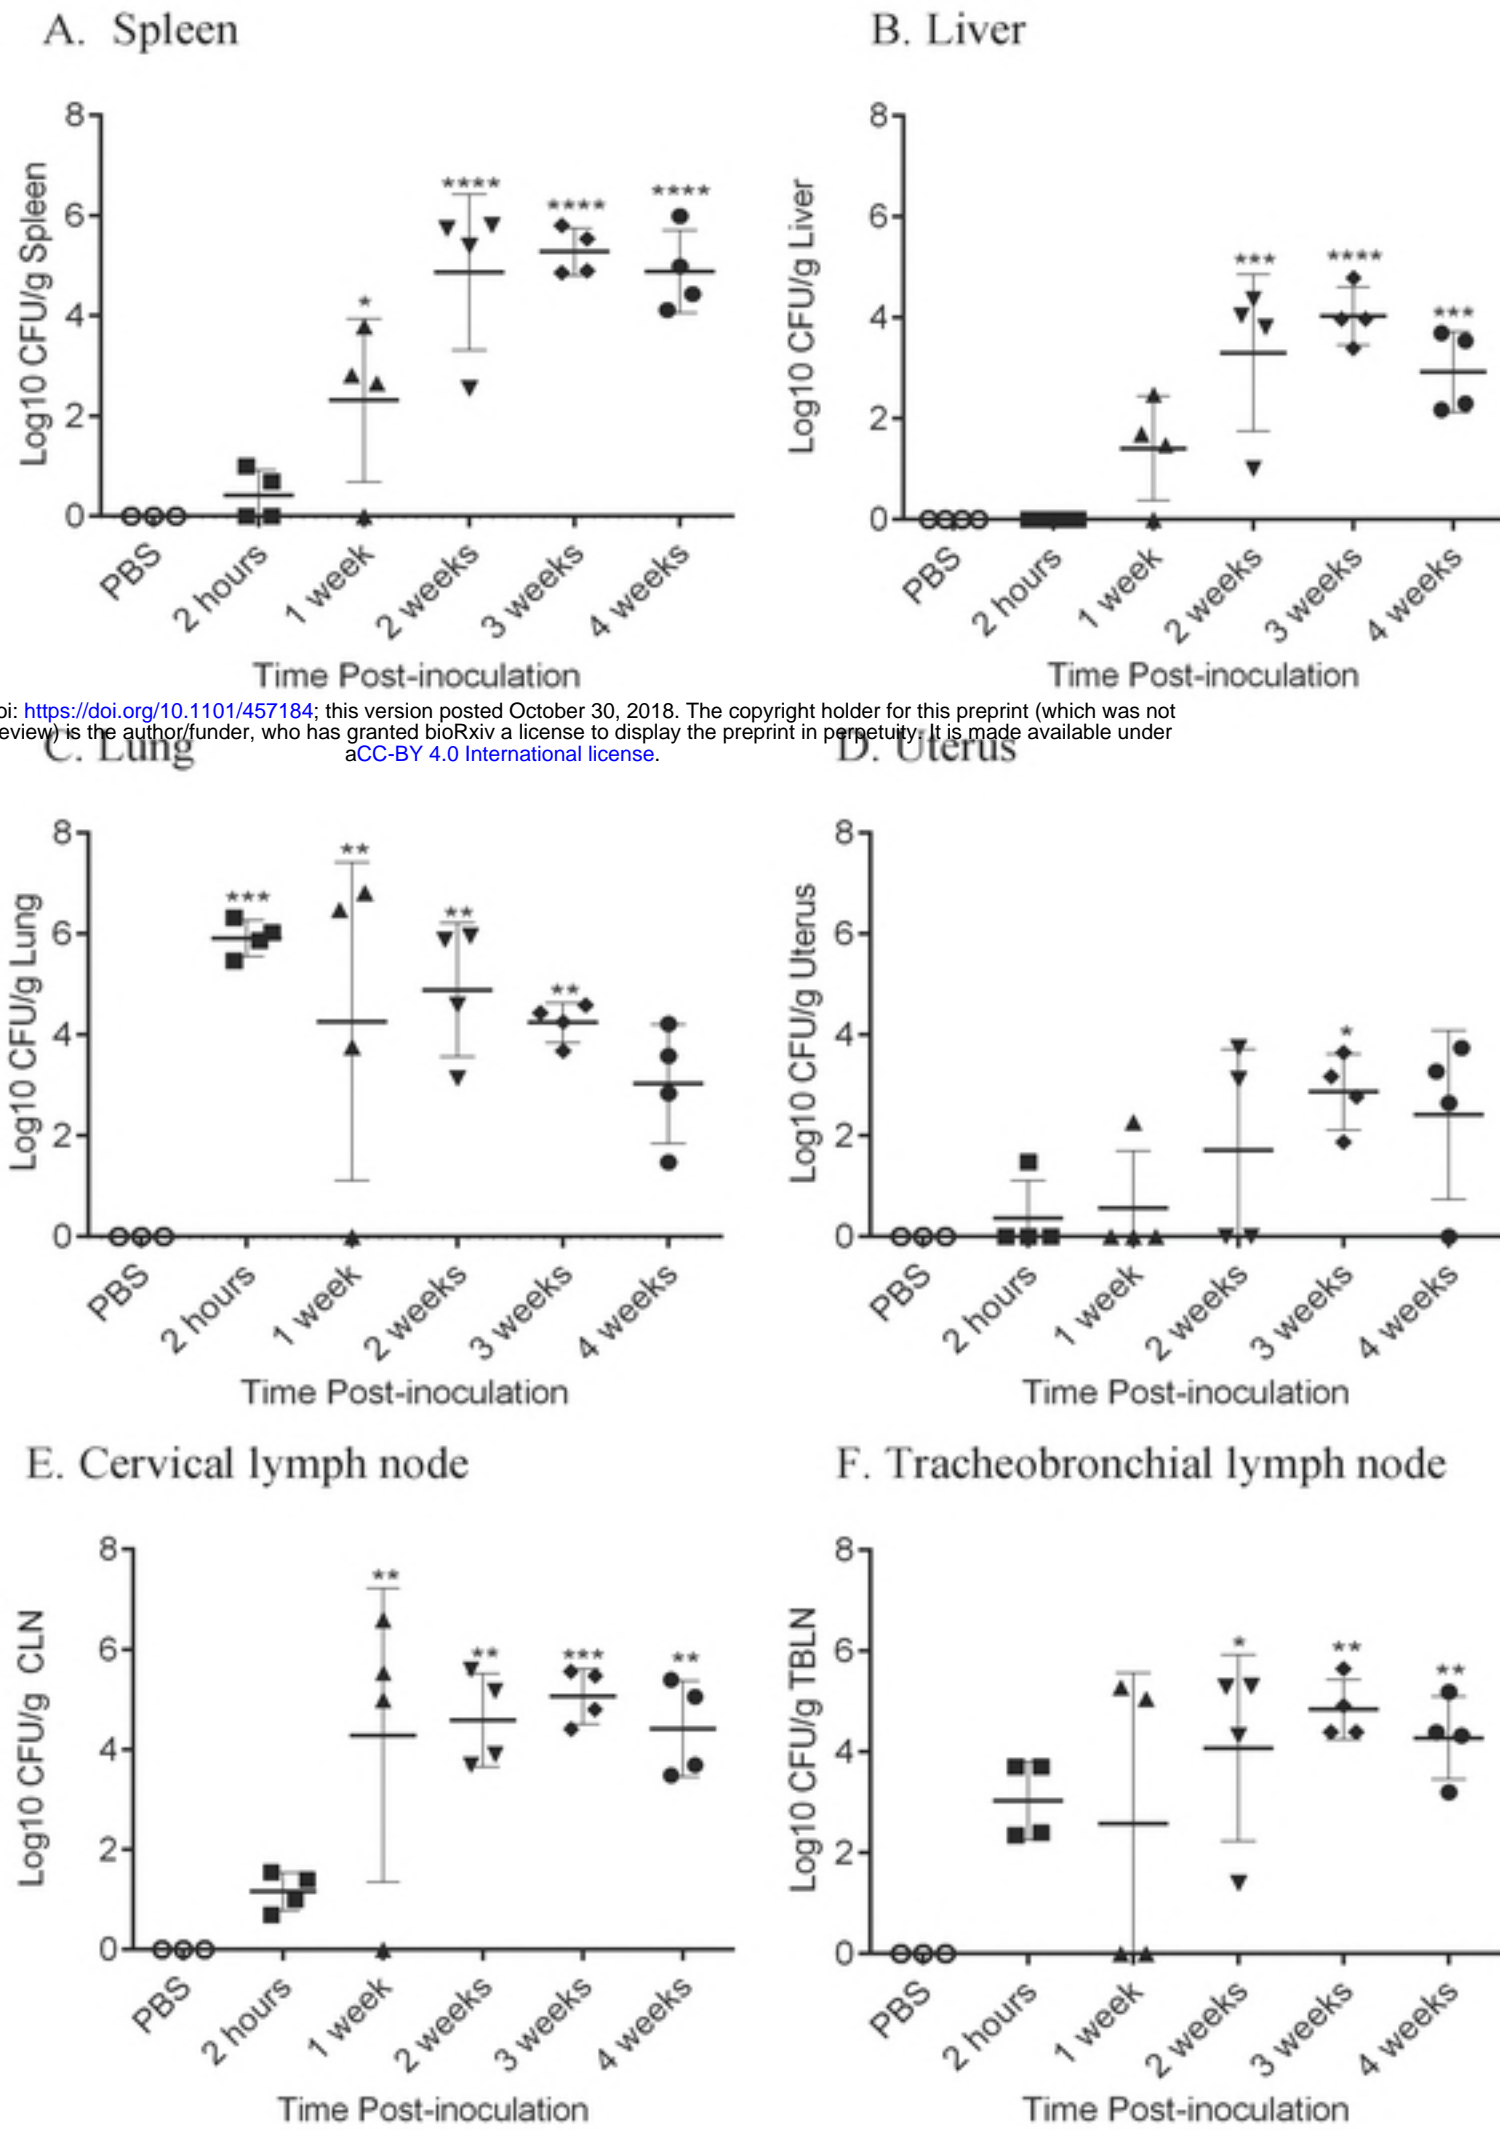 A. Spleen
B. Liver
8
6
4
2
0
Log10 CFU/g Spleen
*
****
****
****
PBS
2 hours
1 week
2 weeks
3 weeks
4 weeks
Time Post-inoculation
8
6
4
2
0
Log10 CFU/g Liver
***
****
***
PBS
2 hours
1 week
2 weeks
3 weeks
4 weeks
Time Post-inoculation
oi: https://doi.org/10.1101/457184; this version posted October 30, 2018. The copyright holder for this preprint (which was not
eview) is the author/funder, who has granted bioRxiv a license to display the preprint in perpetuity. It is made available under
aCC-BY 4.0 International license.
C. Lung
D. Uterus
8
6
4
2
0
Log10 CFU/g Lung
***
**
**
**
PBS
2 hours
1 week
2 weeks
3 weeks
4 weeks
Time Post-inoculation
8
6
4
2
0
Log10 CFU/g Uterus
*
PBS
2 hours
1 week
2 weeks
3 weeks
4 weeks
Time Post-inoculation
E. Cervical lymph node
F. Tracheobronchial lymph node
8
6
4
2
0
Log10 CFU/g CLN
**
**
***
**
PBS
2 hours
1 week
2 weeks
3 weeks
4 weeks
Time Post-inoculation
8
6
4
2
0
Log10 CFU/g TBLN
*
**
**
PBS
2 hours
1 week
2 weeks
3 weeks
4 weeks
Time Post-inoculation